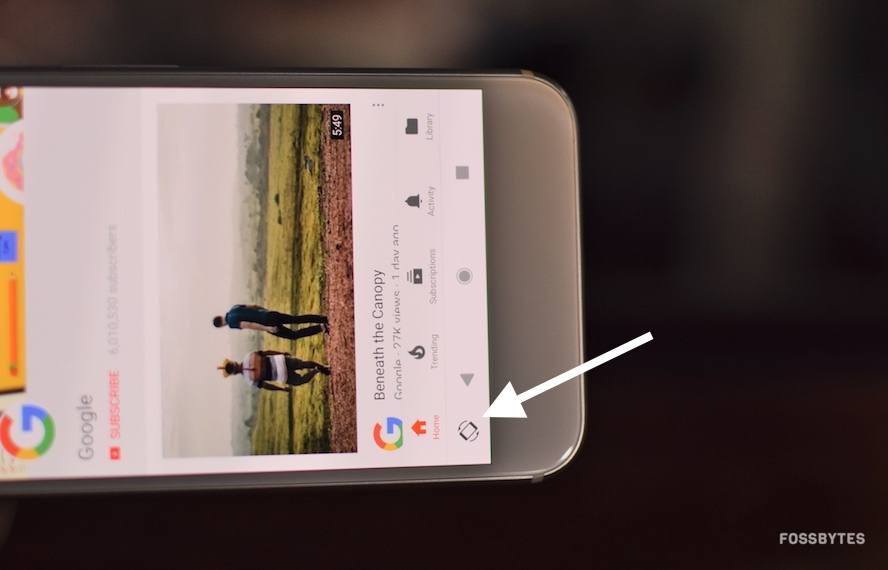 Google
SUBSCRIBE 6,010,530 subscribers
5:49
Beneath the Canopy
Google · 27K views · 1 day ago
Home
Trending
Subscriptions
Activity
Library
FOSSBYTES